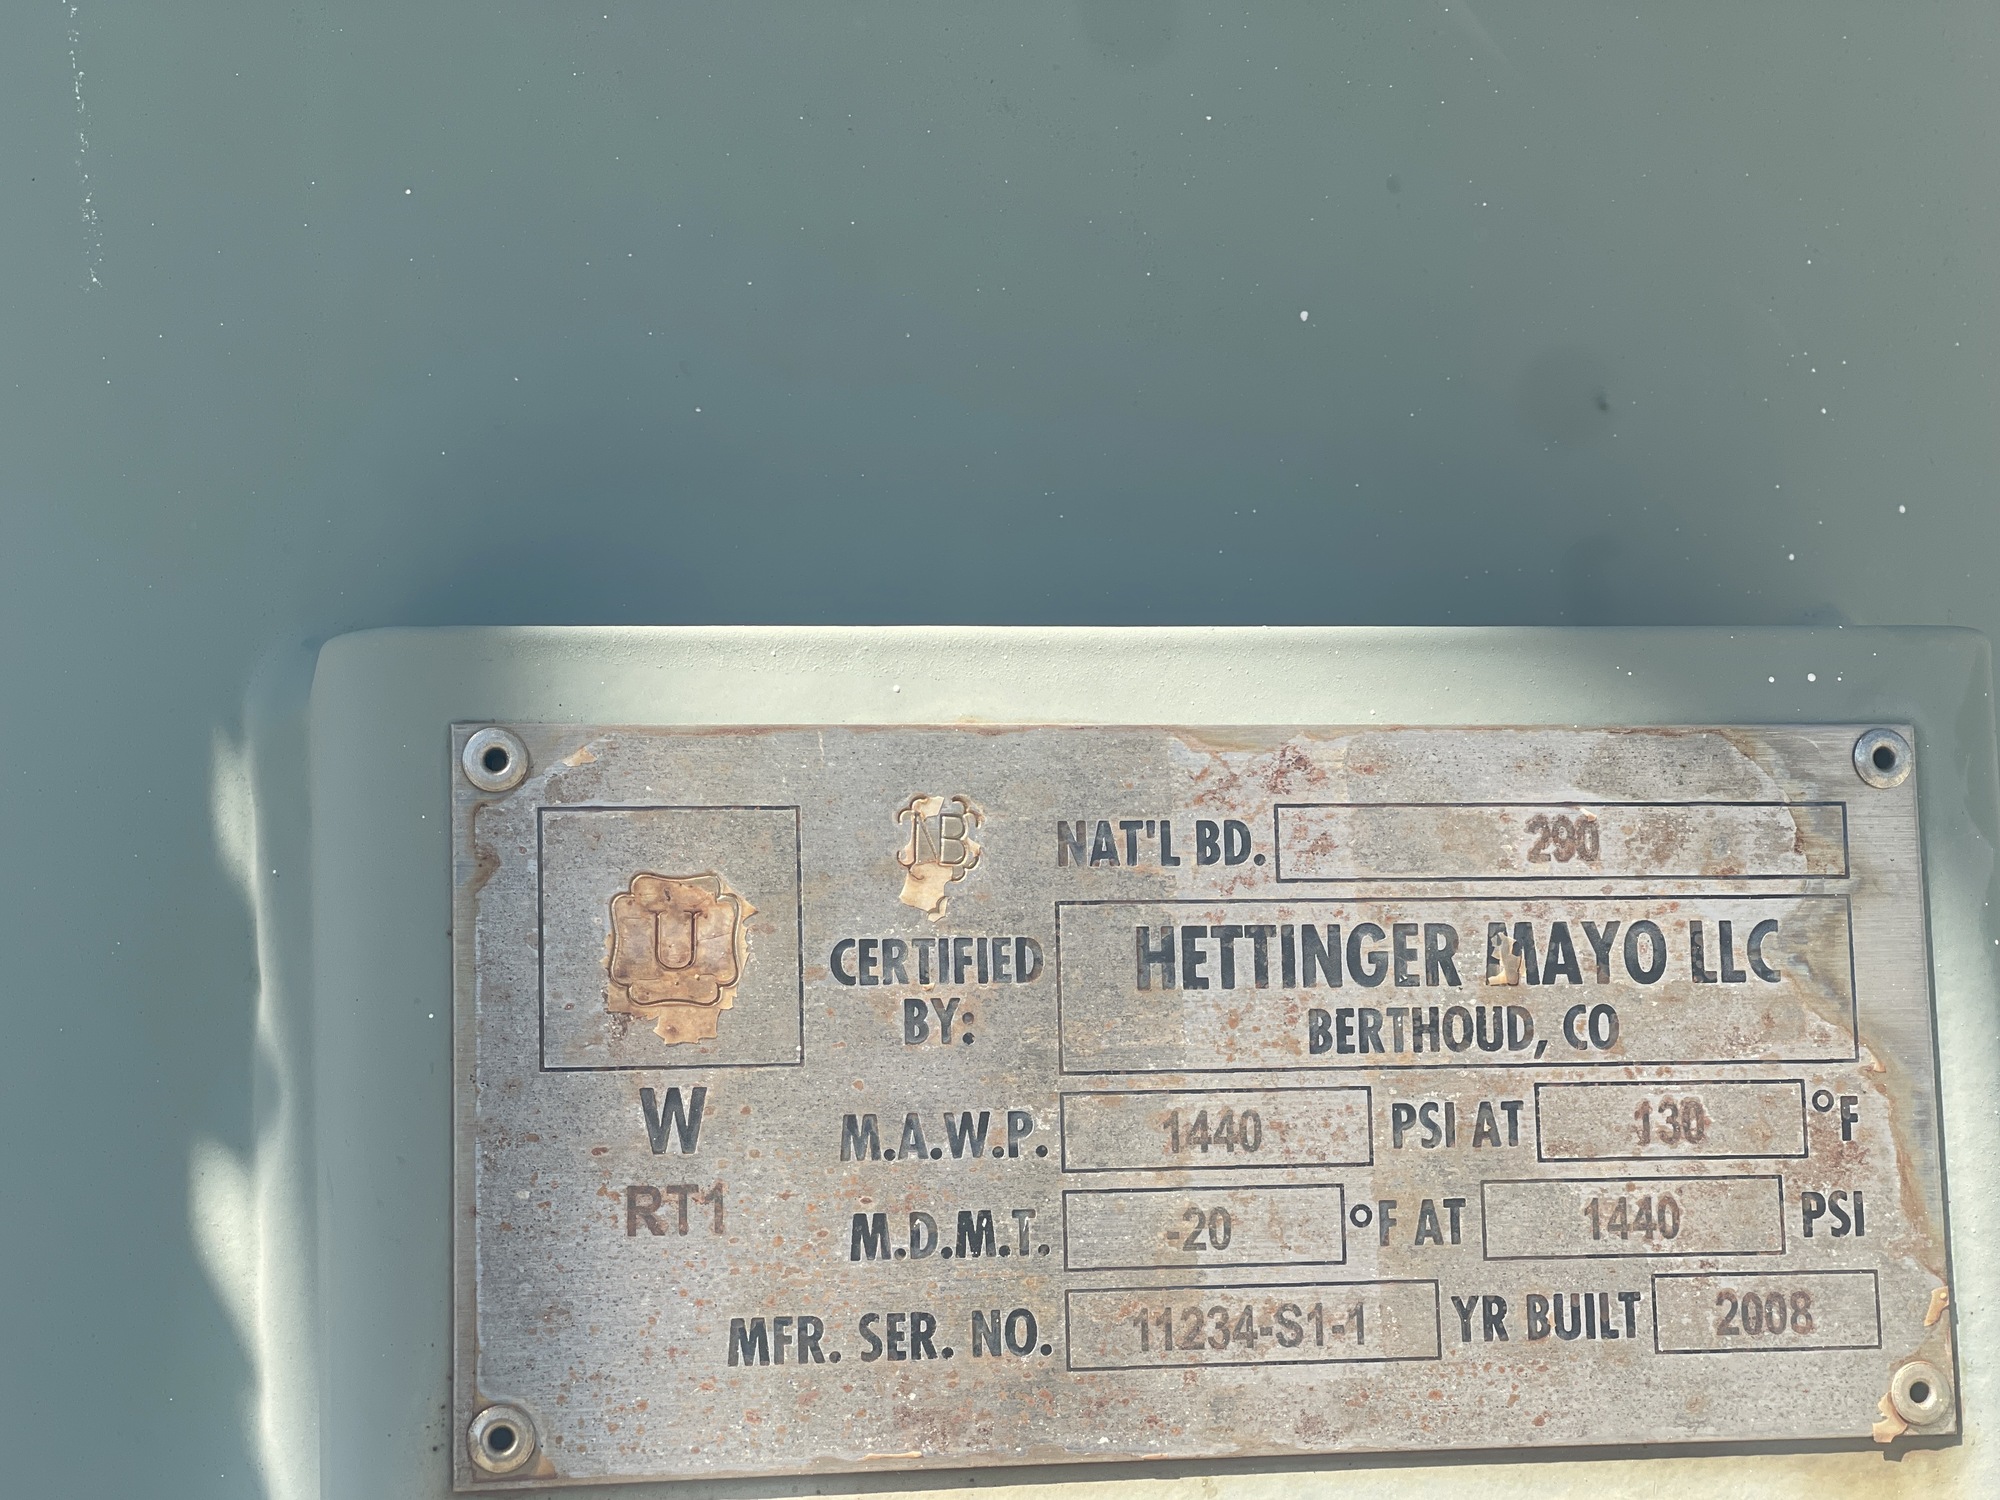 NB NAT'L BD. 290
U
CERTIFIED BY: HETTINGER MAYO LLC
BERTHOUD, CO
W
M.A.W.P. 1440 PSI AT 130 °F
RT1
M.D.M.T. -20 °F AT 1440 PSI
MFR. SER. NO. 11234-S1-1 YR BUILT 2008